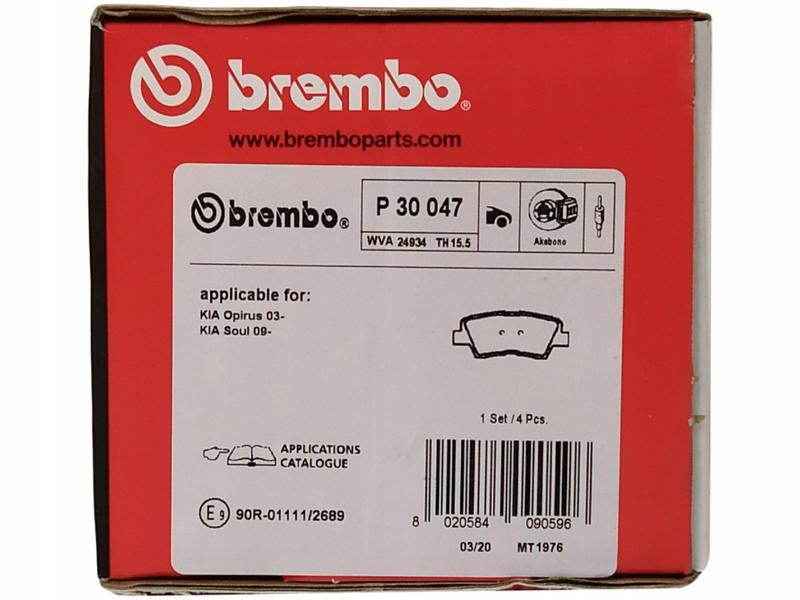 brembo®
www.bremboparts.com
brembo®
P 30 047
WVA 24934 TH 15.5
Akebono
applicable for:
KIA Opirus 03-
KIA Soul 09-
1 Set / 4 Pcs.
APPLICATIONS
CATALOGUE
E9 90R-01111/2689
8 020584 090596
03/20 MT1976